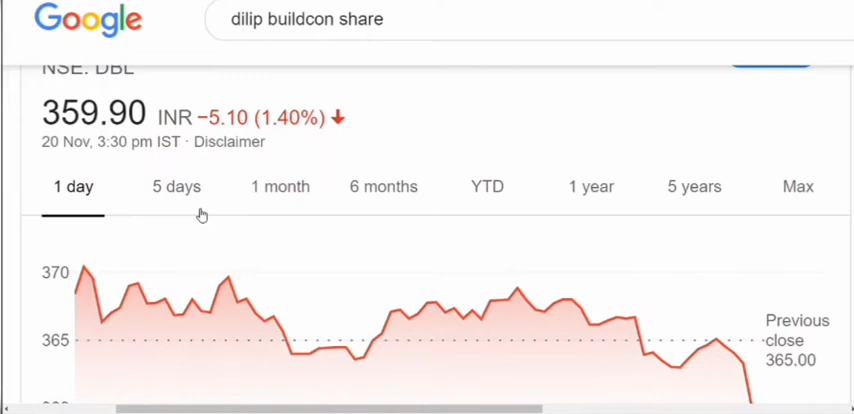 Google
dilip buildcon share
NSE: DBL
359.90 INR −5.10 (1.40%)
20 Nov, 3:30 pm IST · Disclaimer
1 day 5 days 1 month 6 months YTD 1 year 5 years Max
370
365
Previous
close
365.00